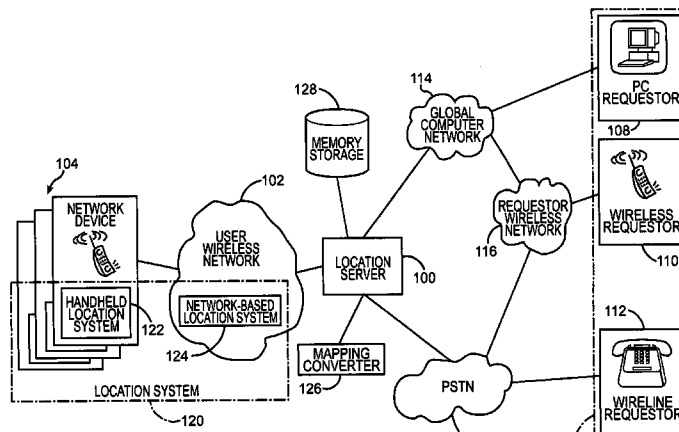 128
MEMORY
STORAGE
114
GLOBAL
COMPUTER
NETWORK
PC
REQUESTOR
108
104
NETWORK
DEVICE
102
USER
WIRELESS
NETWORK
LOCATION
SERVER
100
REQUESTOR
WIRELESS
NETWORK
116
WIRELESS
REQUESTOR
110
HANDHELD
LOCATION
SYSTEM
122
NETWORK-BASED
LOCATION SYSTEM
124
MAPPING
CONVERTER
126
PSTN
112
WIRELINE
REQUESTOR
LOCATION SYSTEM
120